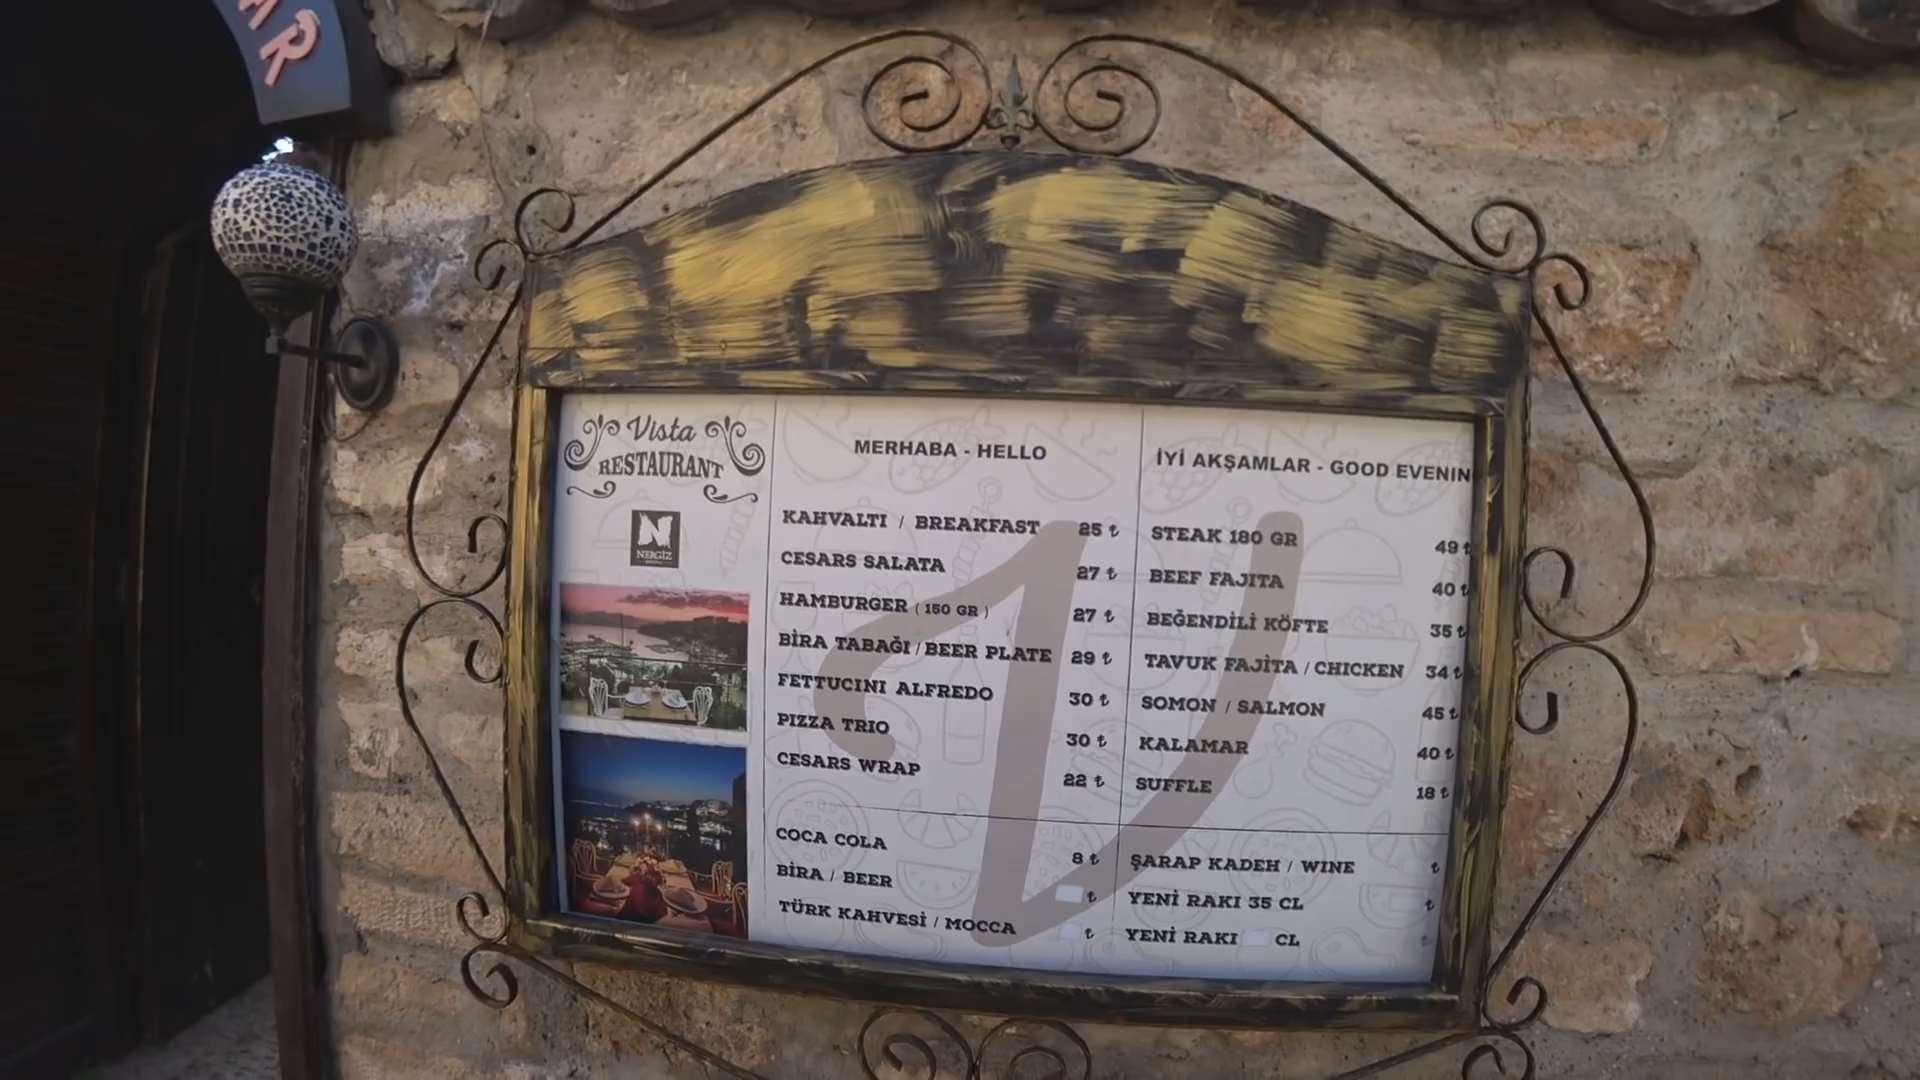 AR
Vista
RESTAURANT
N
NERGİZ
MERHABA - HELLO
KAHVALTI / BREAKFAST 25 ₺
CESARS SALATA 27 ₺
HAMBURGER ( 150 GR ) 27 ₺
BİRA TABAĞI / BEER PLATE 29 ₺
FETTUCINI ALFREDO 30 ₺
PIZZA TRIO 30 ₺
CESARS WRAP 22 ₺
COCA COLA 8 ₺
BİRA / BEER ₺
TÜRK KAHVESİ / MOCCA ₺
İYİ AKŞAMLAR - GOOD EVENIN
STEAK 180 GR 49 ₺
BEEF FAJITA 40 ₺
BEĞENDİLİ KÖFTE 35 ₺
TAVUK FAJİTA / CHICKEN 34 ₺
SOMON / SALMON 45 ₺
KALAMAR 40 ₺
SUFFLE 18 ₺
ŞARAP KADEH / WINE ₺
YENİ RAKI 35 CL ₺
YENİ RAKI CL ₺